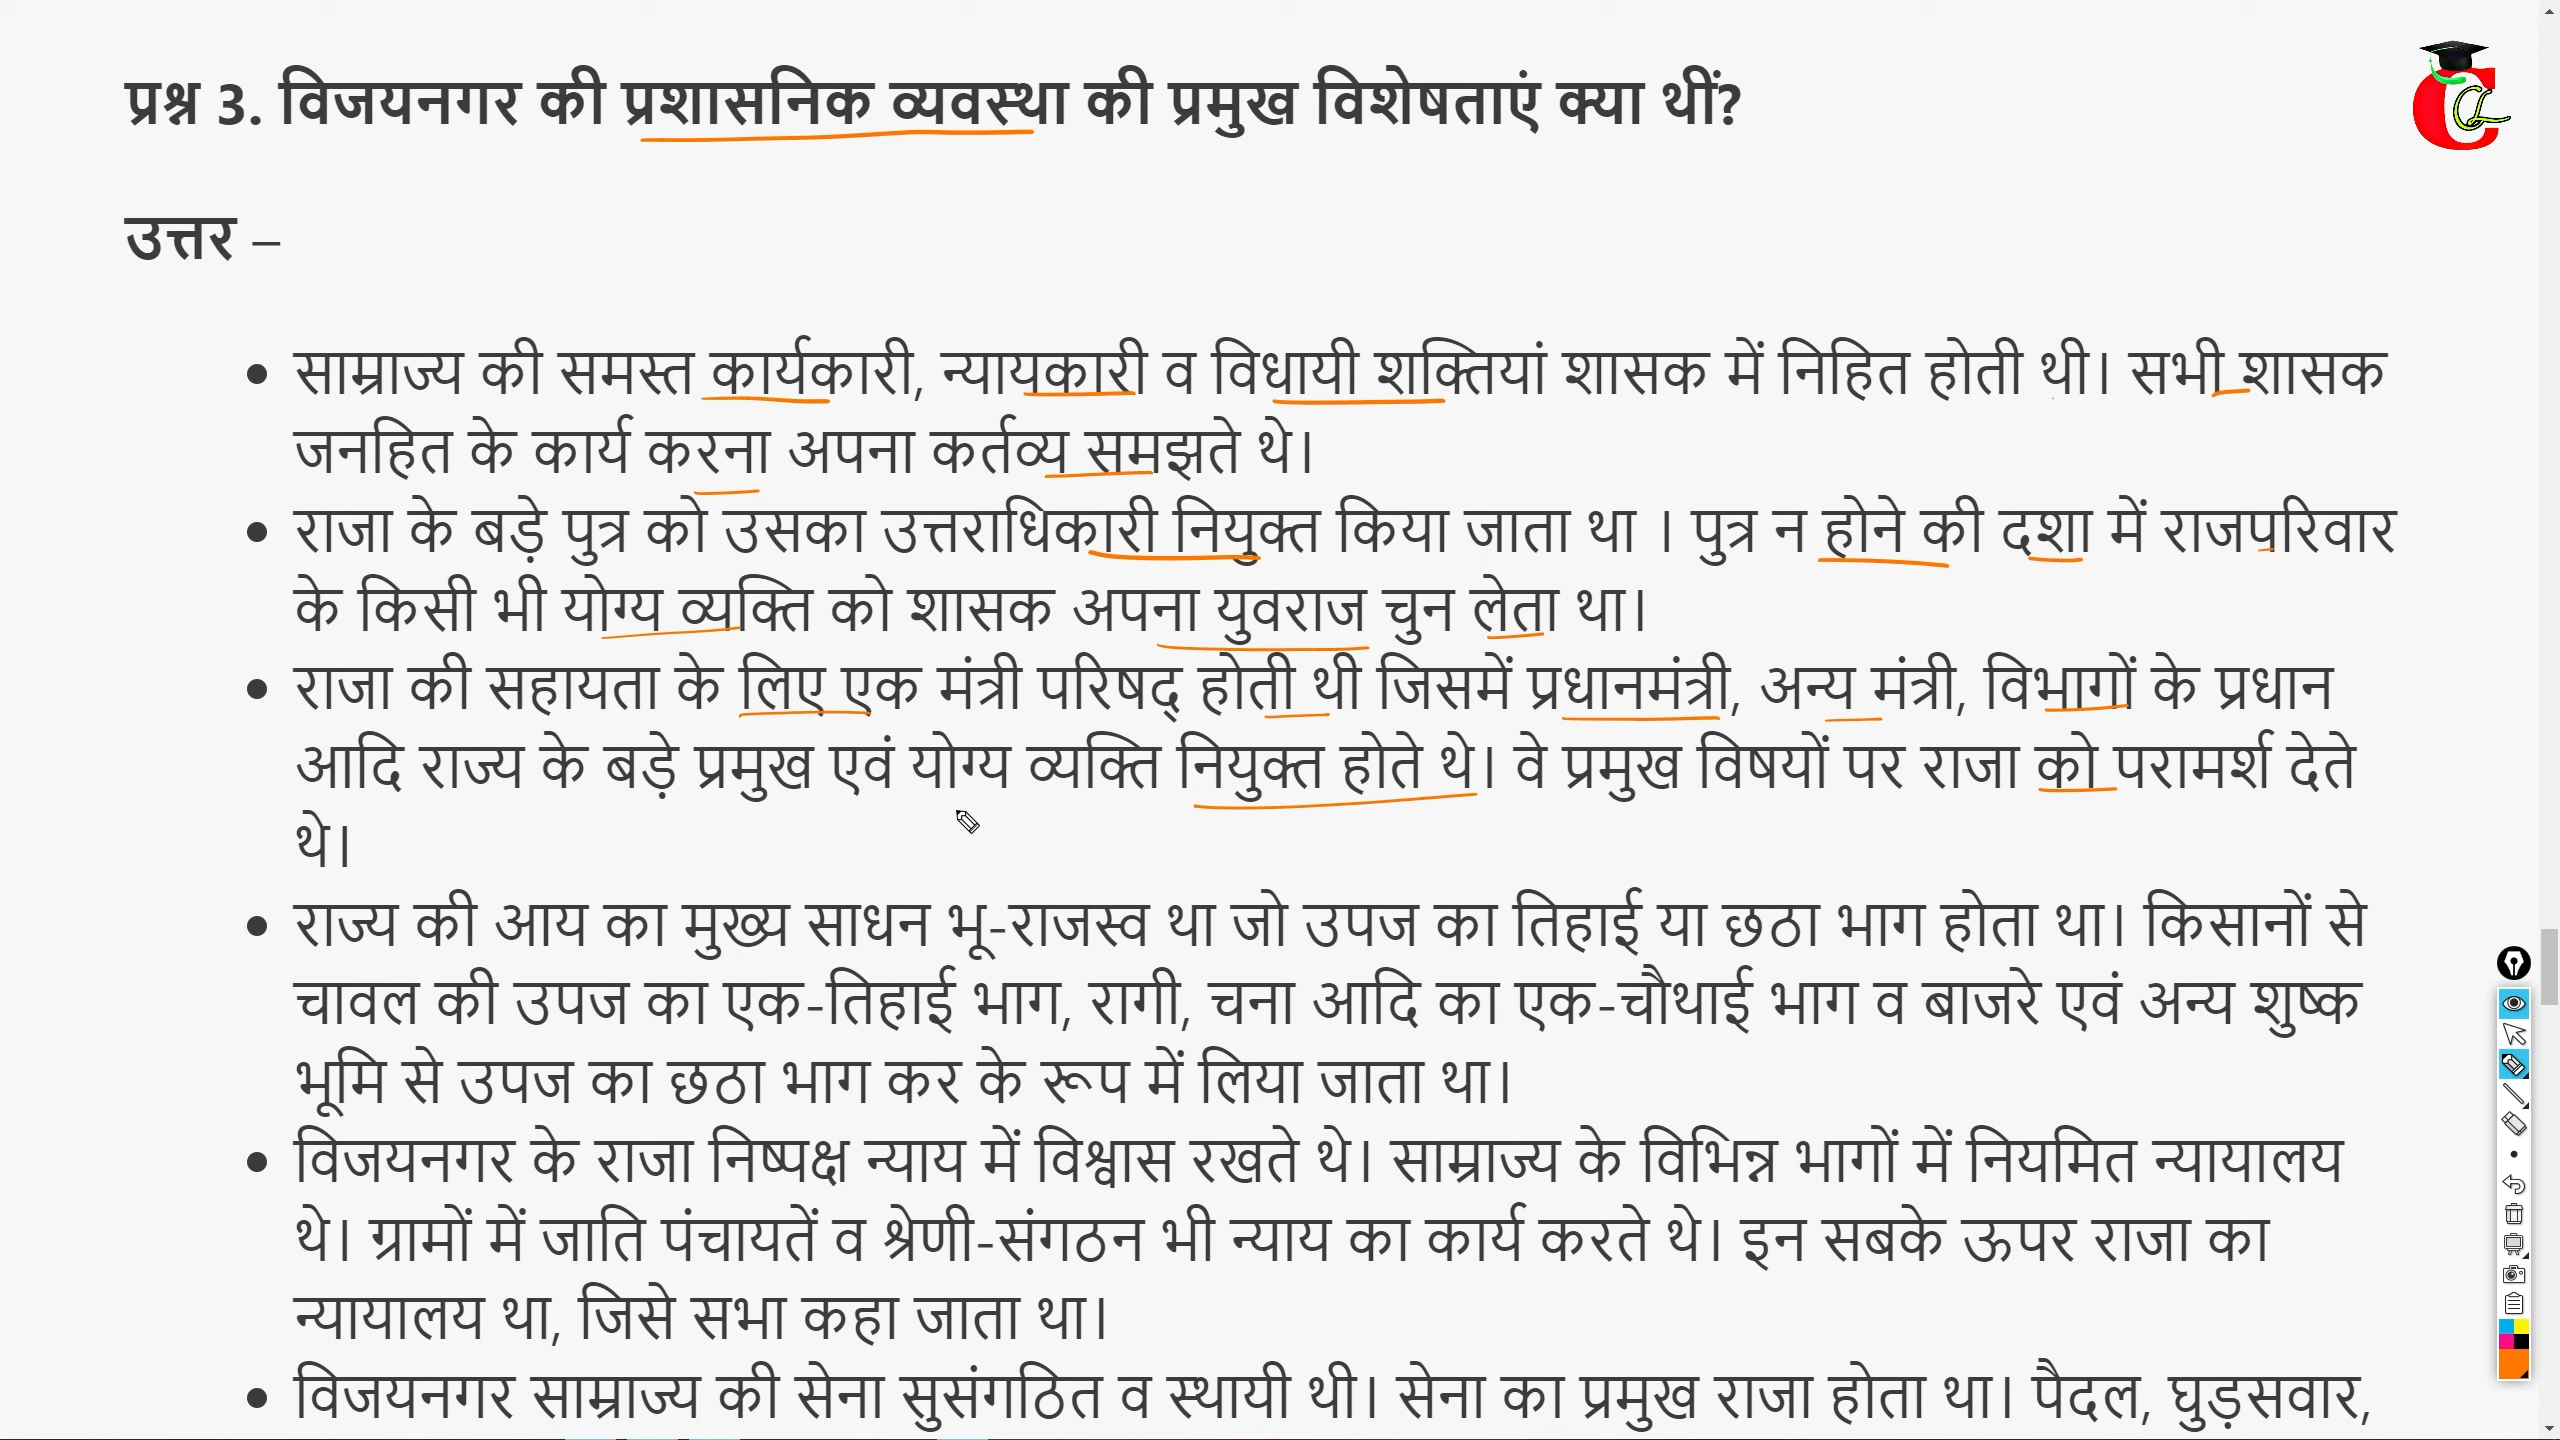 प्रश्न 3. विजयनगर की प्रशासनिक व्यवस्था की प्रमुख विशेषताएं क्या थीं?
उत्तर –
• साम्राज्य की समस्त कार्यकारी, न्यायकारी व विधायी शक्तियां शासक में निहित होती थी। सभी शासक
जनहित के कार्य करना अपना कर्तव्य समझते थे।
• राजा के बड़े पुत्र को उसका उत्तराधिकारी नियुक्त किया जाता था । पुत्र न होने की दशा में राजपरिवार
के किसी भी योग्य व्यक्ति को शासक अपना युवराज चुन लेता था।
• राजा की सहायता के लिए एक मंत्री परिषद् होती थी जिसमें प्रधानमंत्री, अन्य मंत्री, विभागों के प्रधान
आदि राज्य के बड़े प्रमुख एवं योग्य व्यक्ति नियुक्त होते थे। वे प्रमुख विषयों पर राजा को परामर्श देते
थे।
• राज्य की आय का मुख्य साधन भू-राजस्व था जो उपज का तिहाई या छठा भाग होता था। किसानों से
चावल की उपज का एक-तिहाई भाग, रागी, चना आदि का एक-चौथाई भाग व बाजरे एवं अन्य शुष्क
भूमि से उपज का छठा भाग कर के रूप में लिया जाता था।
• विजयनगर के राजा निष्पक्ष न्याय में विश्वास रखते थे। साम्राज्य के विभिन्न भागों में नियमित न्यायालय
थे। ग्रामों में जाति पंचायतें व श्रेणी-संगठन भी न्याय का कार्य करते थे। इन सबके ऊपर राजा का
न्यायालय था, जिसे सभा कहा जाता था।
• विजयनगर साम्राज्य की सेना सुसंगठित व स्थायी थी। सेना का प्रमुख राजा होता था। पैदल, घुड़सवार,